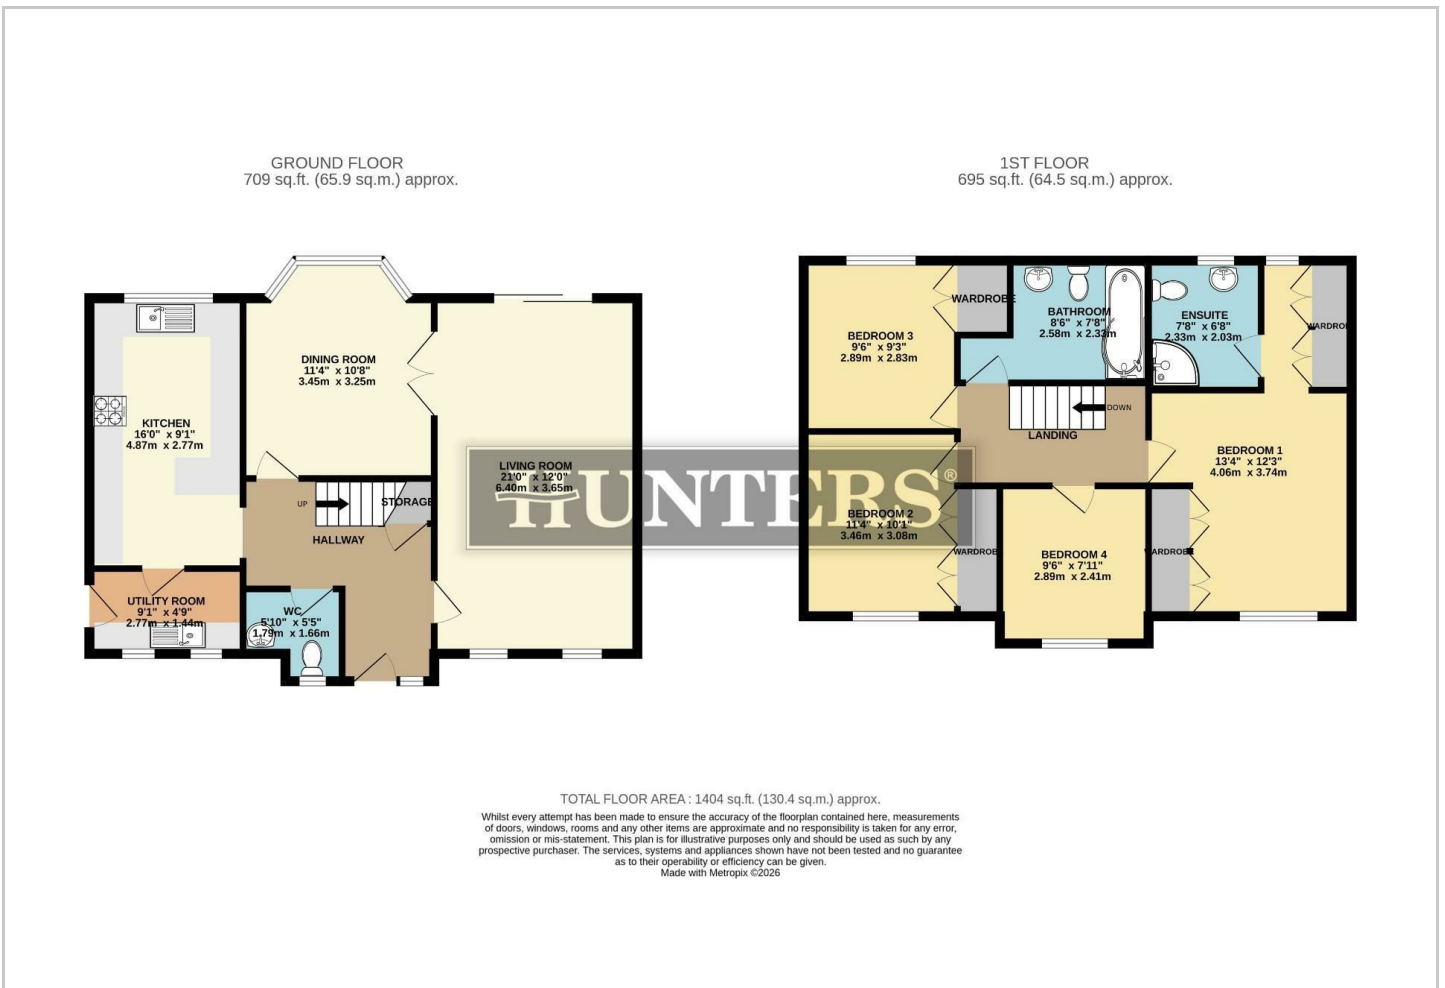 GROUND FLOOR
709 sq.ft. (65.9 sq.m.) approx.
1ST FLOOR
695 sq.ft. (64.5 sq.m.) approx.
DINING ROOM
11'4" x 10'8"
3.45m x 3.25m
KITCHEN
16'0" x 9'1"
4.87m x 2.77m
LIVING ROOM
21'0" x 12'0"
6.40m x 3.65m
UP
STORAGE
HALLWAY
UTILITY ROOM
9'1" x 4'9"
2.77m x 1.44m
WC
5'10" x 5'5"
1.79m x 1.66m
HUNTERS®
WARDROBE
BEDROOM 3
9'6" x 9'3"
2.89m x 2.83m
BATHROOM
8'6" x 7'8"
2.58m x 2.33m
ENSUITE
7'8" x 6'8"
2.33m x 2.03m
WARDROBE
DOWN
LANDING
BEDROOM 1
13'4" x 12'3"
4.06m x 3.74m
BEDROOM 2
11'4" x 10'1"
3.46m x 3.08m
WARDROBE
BEDROOM 4
9'6" x 7'11"
2.89m x 2.41m
WARDROBE
TOTAL FLOOR AREA : 1404 sq.ft. (130.4 sq.m.) approx.
Whilst every attempt has been made to ensure the accuracy of the floorplan contained here, measurements
of doors, windows, rooms and any other items are approximate and no responsibility is taken for any error,
omission or mis-statement. This plan is for illustrative purposes only and should be used as such by any
prospective purchaser. The services, systems and appliances shown have not been tested and no guarantee
as to their operability or efficiency can be given.
Made with Metropix ©2026